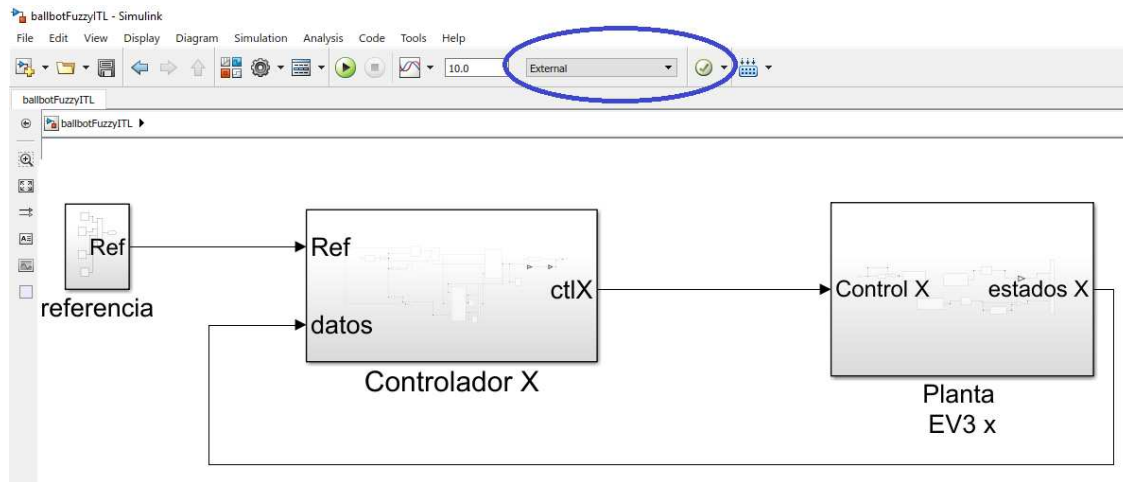 ballbotFuzzyITL - Simulink
File Edit View Display Diagram Simulation Analysis Code Tools Help
10.0 External
ballbotFuzzyITL
ballbotFuzzyITL
Ref
referencia
Ref
datos
ctlX
Controlador X
Control X estados X
Planta
EV3 x